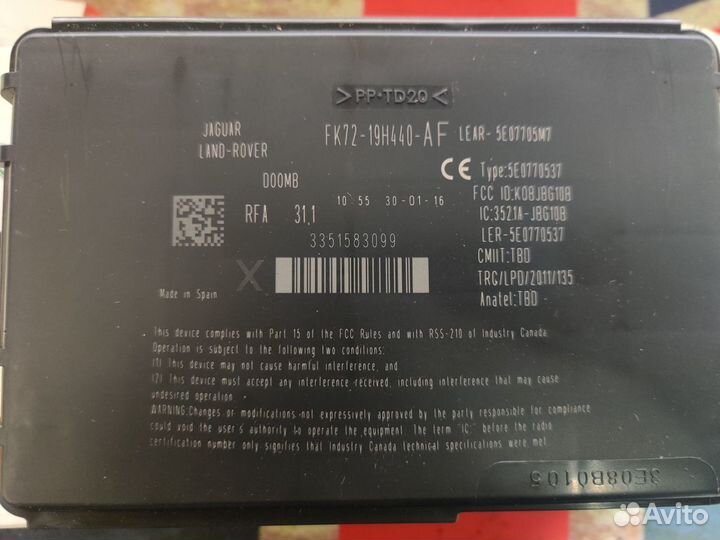 >PP-TD20<
JAGUAR
LAND-ROVER
FK72-19H440-AF LEAR- 5E07705M7
CE Type:5E0770537
FCC ID:KOBJBG10B
IC:3521A-JBG10B
LER-5E0770537
CMIIT:TBD
TRG/LPD/2011/135
Anatel:TBD
DOOMB
RFA 31,1 10 55 30-01-16
3351583099
X
Made in Spain
This device complies with Part 15 of the FCC Rules and with RSS-210 of Industry Canada.
Operation is subject to the following two conditions:
(1) This device may not cause harmful interference, and
(2) This device must accept any interference received, including interference that may cause
undesired operation.
WARNING:Changes or modifications not expressively approved by the party responsible for compliance
could void the user's authority to operate the equipment. The term "IC:" before the radio
certification number only signifies that Industry Canada technical specifications were met.
3E08B0105
Avito